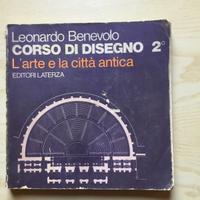 Leonardo Benevolo
CORSO DI DISEGNO 2°
L'arte e la città antica
EDITORI LATERZA